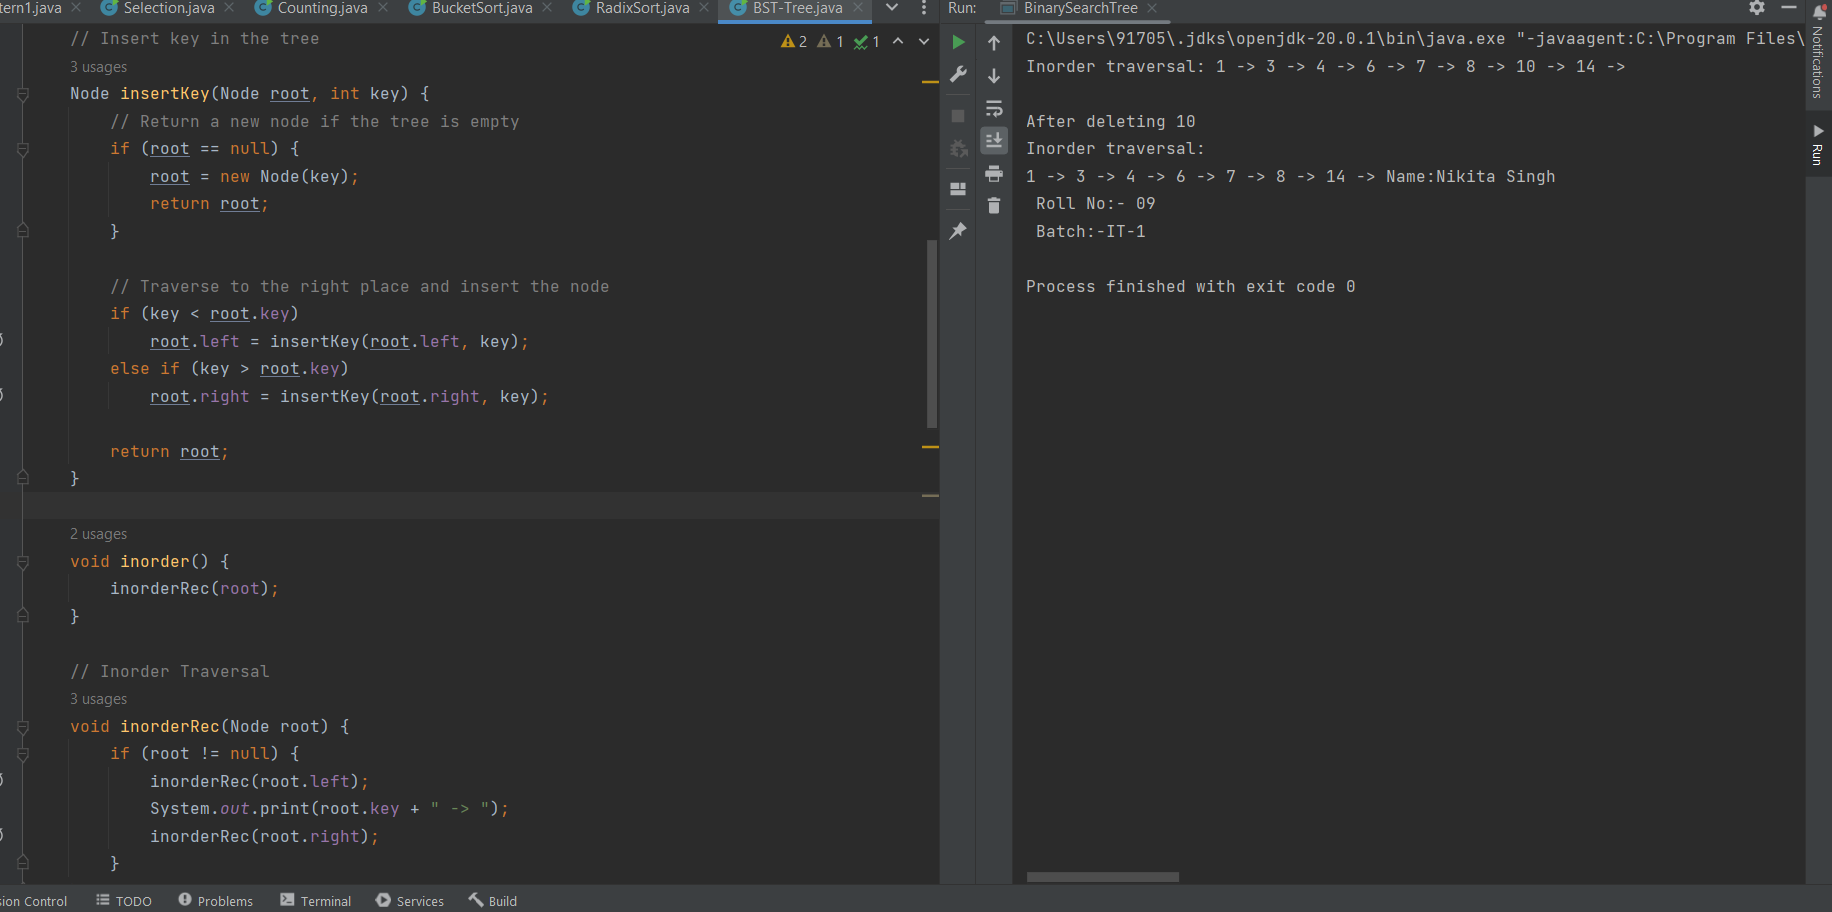 tern1.java Selection.java Counting.java BucketSort.java RadixSort.java BST-Tree.java
// Insert key in the tree
2 1 1
3 usages
Node insertKey(Node root, int key) {
// Return a new node if the tree is empty
if (root == null) {
root = new Node(key);
return root;
}
// Traverse to the right place and insert the node
if (key < root.key)
root.left = insertKey(root.left, key);
else if (key > root.key)
root.right = insertKey(root.right, key);
return root;
}
2 usages
void inorder() {
inorderRec(root);
}
// Inorder Traversal
3 usages
void inorderRec(Node root) {
if (root != null) {
inorderRec(root.left);
System.out.print(root.key + " -> ");
inorderRec(root.right);
}
Run: BinarySearchTree
C:\Users\91705\.jdks\openjdk-20.0.1\bin\java.exe "-javaagent:C:\Program Files\
Inorder traversal: 1 -> 3 -> 4 -> 6 -> 7 -> 8 -> 10 -> 14 ->
After deleting 10
Inorder traversal:
1 -> 3 -> 4 -> 6 -> 7 -> 8 -> 14 -> Name:Nikita Singh
Roll No:- 09
Batch:-IT-1
Process finished with exit code 0
Notifications
Run
sion Control TODO Problems Terminal Services Build